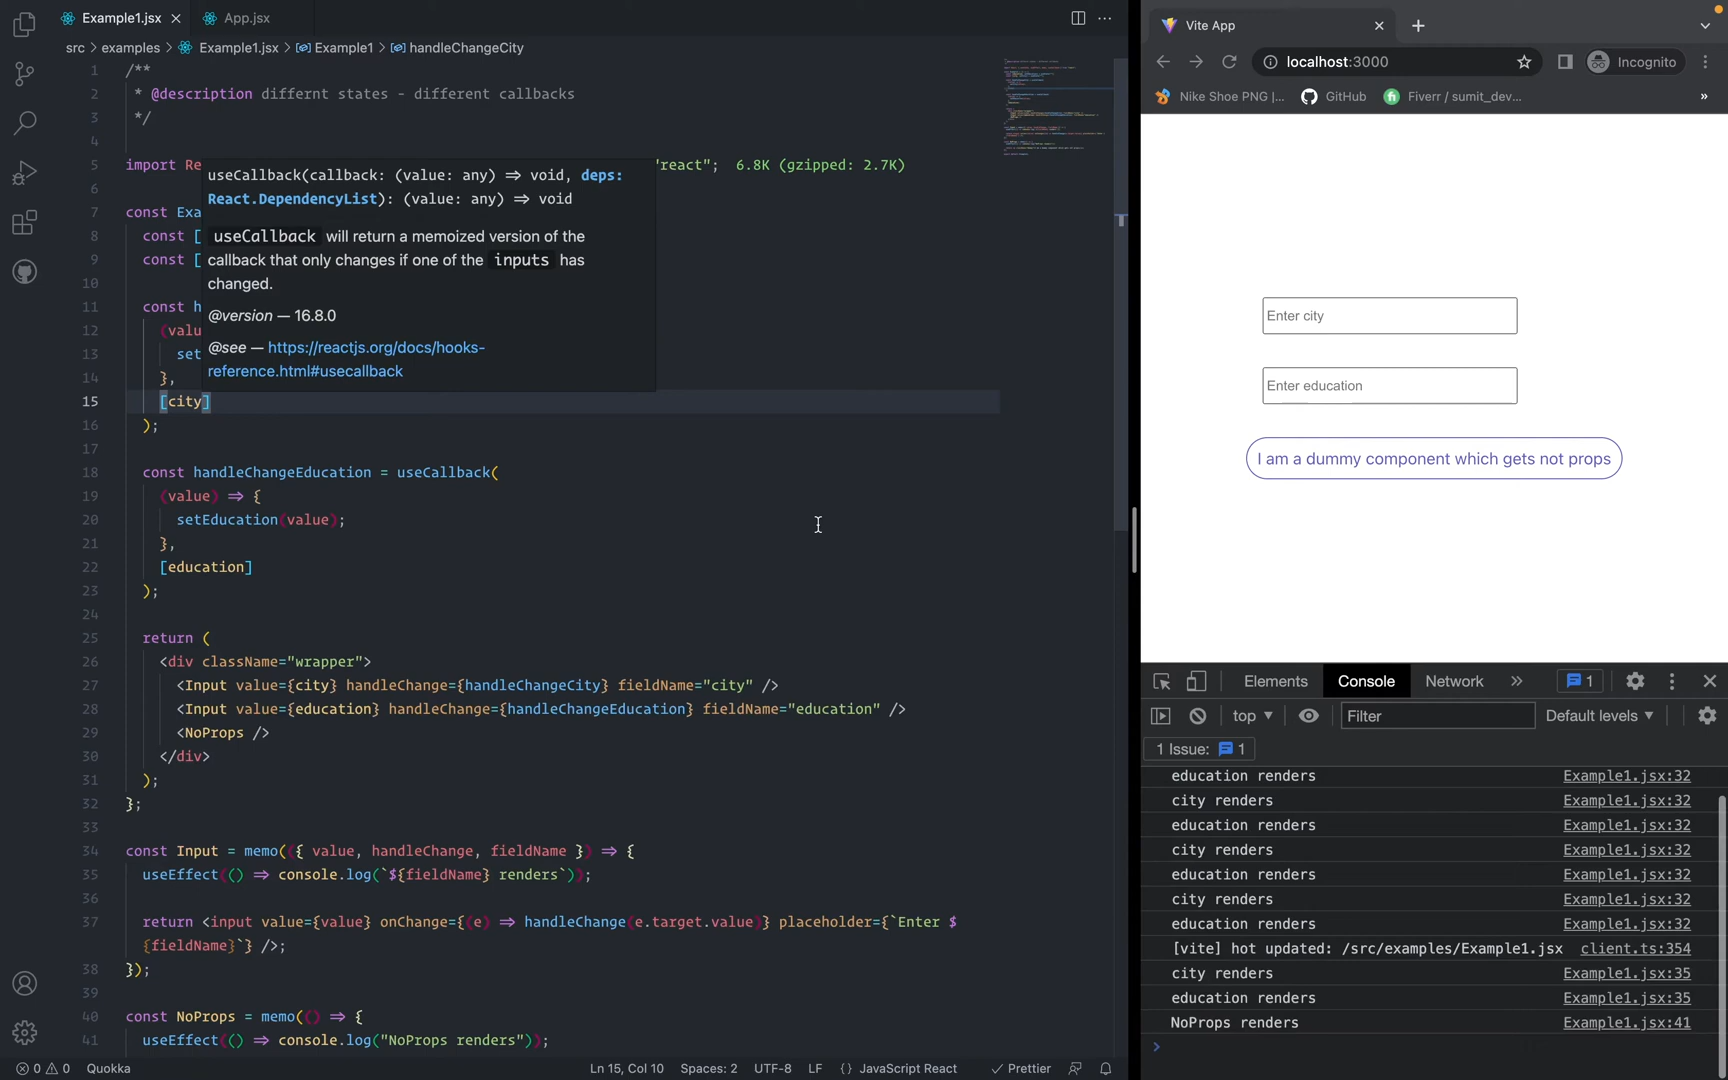 Example1.jsx
App.jsx
src > examples > Example1.jsx > Example1 > handleChangeCity
1 /**
2 * @description differnt states - different callbacks
3 */
4
5 import Re "react"; 6.8K (gzipped: 2.7K)
6
7 const Exa
8 const [
9 const [
10
11 const h
12 (valu
13 set
14 },
15 [city]
16 );
17
18 const handleChangeEducation = useCallback(
19 (value) => {
20 setEducation(value);
21 },
22 [education]
23 );
24
25 return (
26 <div className="wrapper">
27 <Input value={city} handleChange={handleChangeCity} fieldName="city" />
28 <Input value={education} handleChange={handleChangeEducation} fieldName="education" />
29 <NoProps />
30 </div>
31 );
32 };
33
34 const Input = memo(({ value, handleChange, fieldName }) => {
35 useEffect(() => console.log(`${fieldName} renders`));
36
37 return <input value={value} onChange={(e) => handleChange(e.target.value)} placeholder={`Enter $
{fieldName}`} />;
38 });
39
40 const NoProps = memo(() => {
41 useEffect(() => console.log("NoProps renders"));
useCallback(callback: (value: any) => void, deps:
React.DependencyList): (value: any) => void
useCallback will return a memoized version of the
callback that only changes if one of the inputs has
changed.
@version — 16.8.0
@see — https://reactjs.org/docs/hooks-
reference.html#usecallback
0 0 Quokka
Ln 15, Col 10 Spaces: 2 UTF-8 LF {} JavaScript React Prettier
Vite App
localhost:3000
Incognito
Nike Shoe PNG |... GitHub Fiverr / sumit_dev... »
Enter city
Enter education
I am a dummy component which gets not props
Elements Console Network » 1
top Filter Default levels
1 Issue: 1
education renders Example1.jsx:32
city renders Example1.jsx:32
education renders Example1.jsx:32
city renders Example1.jsx:32
education renders Example1.jsx:32
city renders Example1.jsx:32
education renders Example1.jsx:32
[vite] hot updated: /src/examples/Example1.jsx client.ts:354
city renders Example1.jsx:35
education renders Example1.jsx:35
NoProps renders Example1.jsx:41